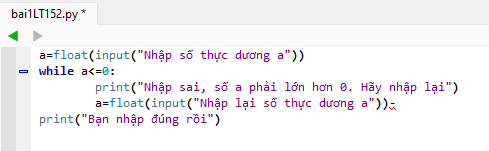 bai1LT152.py *
a=float(input("Nhập số thực dương a"))
while a<=0:
print("Nhập sai, số a phải lớn hơn 0. Hãy nhập lại")
a=float(input("Nhập lại số thực dương a"))-
print("Bạn nhập đúng rồi")